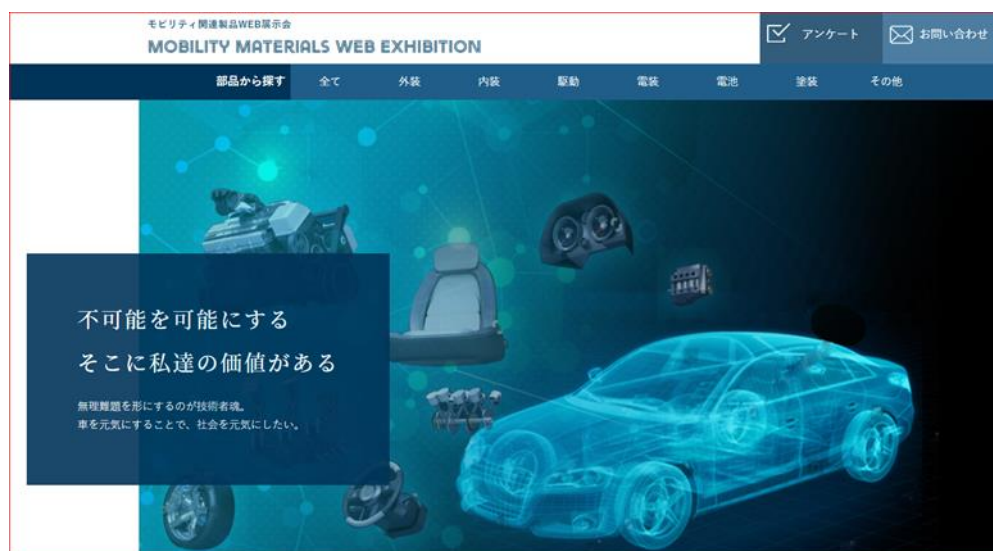 モビリティ関連製品WEB展示会
MOBILITY MATERIALS WEB EXHIBITION
アンケート
お問い合わせ
部品から探す 全て 外装 内装 駆動 電装 電池 塗装 その他
不可能を可能にする
そこに私達の価値がある
無理難題を形にするのが技術者魂。
車を元気にすることで、社会を元気にしたい。